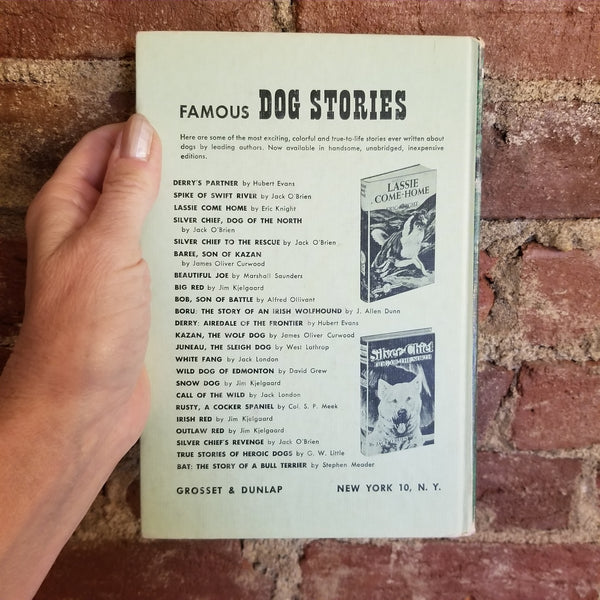 FAMOUS DOG STORIES
Here are some of the most exciting, colorful and true-to-life stories ever written about
dogs by leading authors. Now available in handsome, unabridged, inexpensive
editions.
DERRY'S PARTNER by Hubert Evans
SPIKE OF SWIFT RIVER by Jack O'Brien
LASSIE COME HOME by Eric Knight
SILVER CHIEF, DOG OF THE NORTH
by Jack O'Brien
SILVER CHIEF TO THE RESCUE by Jack O'Brien
BAREE, SON OF KAZAN
by James Oliver Curwood
BEAUTIFUL JOE by Marshall Saunders
BIG RED by Jim Kjelgaard
BOB, SON OF BATTLE by Alfred Ollivant
BORU: THE STORY OF AN IRISH WOLFHOUND by J. Allen Dunn
DERRY: AIREDALE OF THE FRONTIER by Hubert Evans
KAZAN, THE WOLF DOG by James Oliver Curwood
JUNEAU, THE SLEIGH DOG by West Lathrop
WHITE FANG by Jack London
WILD DOG OF EDMONTON by David Grew
SNOW DOG by Jim Kjelgaard
CALL OF THE WILD by Jack London
RUSTY, A COCKER SPANIEL by Col. S. P. Meek
IRISH RED by Jim Kjelgaard
OUTLAW RED by Jim Kjelgaard
SILVER CHIEF'S REVENGE by Jack O'Brien
TRUE STORIES OF HEROIC DOGS by G. W. Little
BAT: THE STORY OF A BULL TERRIER by Stephen Meader
LASSIE
COME-HOME
ERIC KNIGHT
Silver Chief
DOG OF THE NORTH
GROSSET & DUNLAP NEW YORK 10, N. Y.